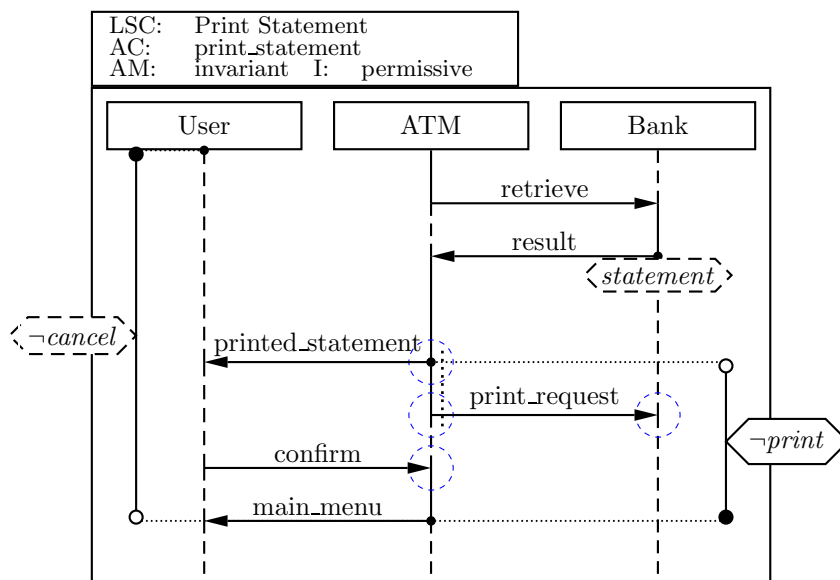 LSC: Print Statement
AC: print_statement
AM: invariant I: permissive
User
ATM
Bank
retrieve
result
statement
¬cancel
printed_statement
print_request
¬print
confirm
main_menu